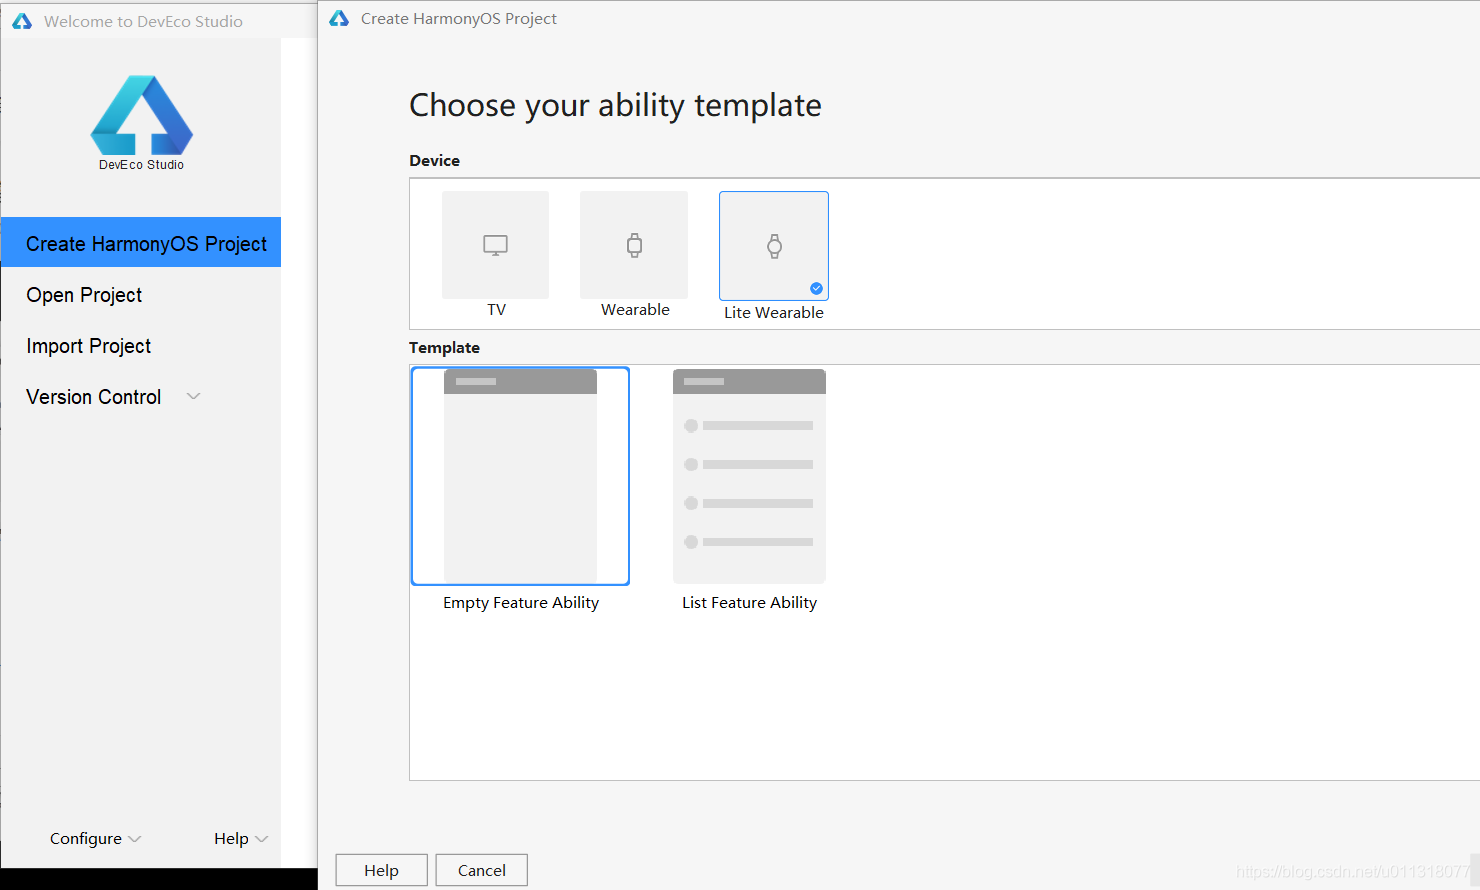 Welcome to DevEco Studio
DevEco Studio
Create HarmonyOS Project
Open Project
Import Project
Version Control
Configure
Help
Create HarmonyOS Project
Choose your ability template
Device
TV
Wearable
Lite Wearable
Template
Empty Feature Ability
List Feature Ability
Help
Cancel
https://blog.csdn.net/u011318077